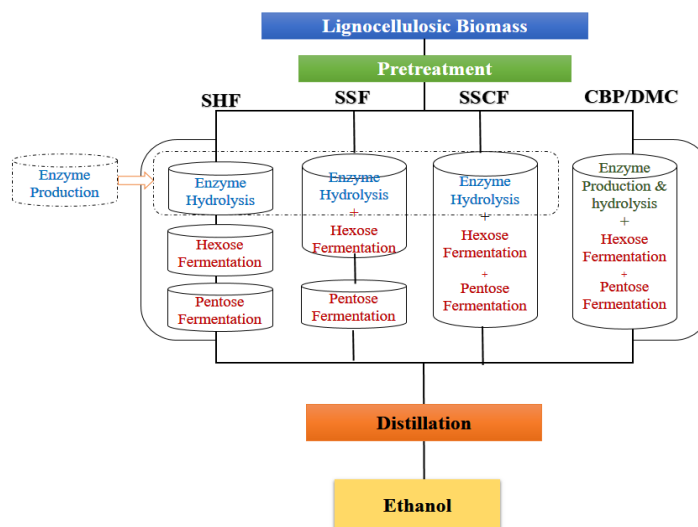 Lignocellulosic Biomass
Pretreatment
SHF
SSF
SSCF
CBP/DMC
Enzyme
Production
Enzyme
Hydrolysis
Hexose
Fermentation
Pentose
Fermentation
Enzyme
Hydrolysis
+
Hexose
Fermentation
Pentose
Fermentation
Enzyme
Hydrolysis
+
Hexose
Fermentation
+
Pentose
Fermentation
Enzyme
Production &
hydrolysis
+
Hexose
Fermentation
+
Pentose
Fermentation
Distillation
Ethanol